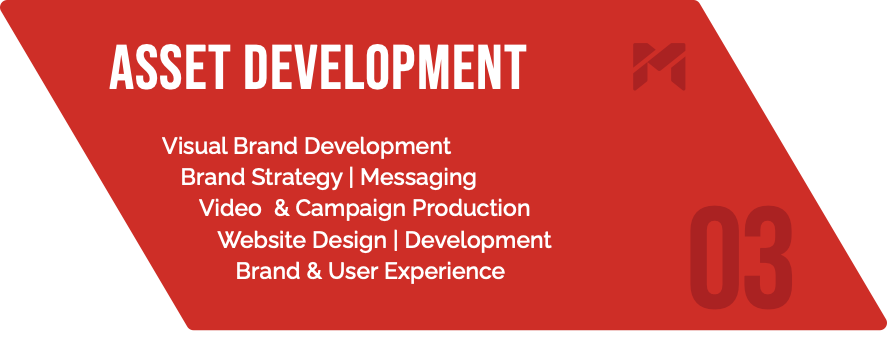 ASSET DEVELOPMENT
Visual Brand Development
Brand Strategy | Messaging
Video  & Campaign Production
Website Design | Development
Brand & User Experience
03